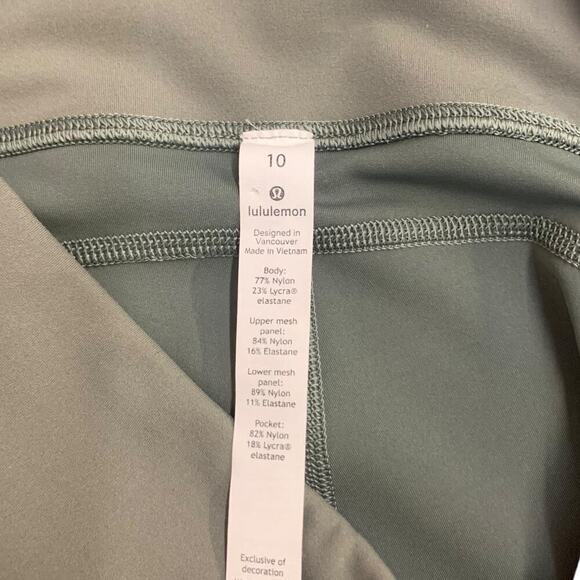 10
lululemon
Designed in
Vancouver
Made in Vietnam
Body:
77% Nylon
23% Lycra®
elastane
Upper mesh
panel:
84% Nylon
16% Elastane
Lower mesh
panel:
89% Nylon
11% Elastane
Pocket:
82% Nylon
18% Lycra®
elastane
Exclusive of
decoration